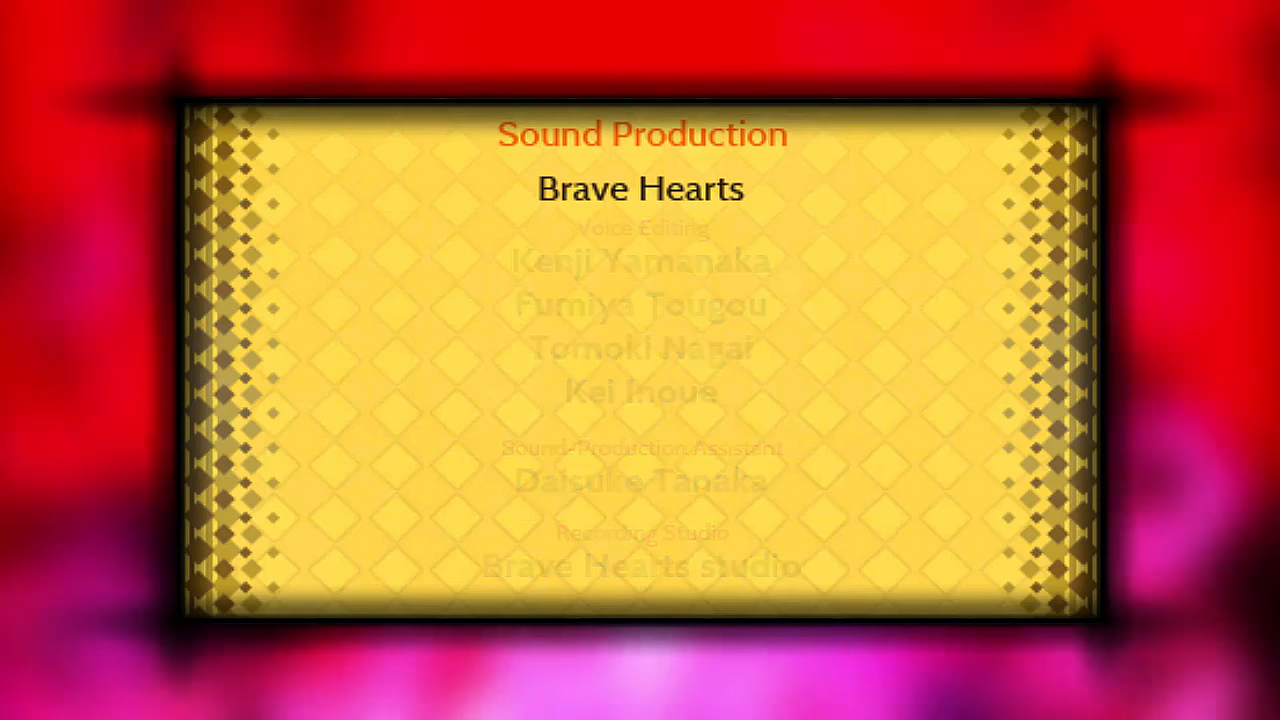 Sound Production
Brave Hearts
Voice Editing
Kenji Yamanaka
Fumiya Tougou
Tomoki Nagai
Kei Inoue
Sound-Production Assistant
Daisuke Tanaka
Recording Studio
Brave Hearts studio